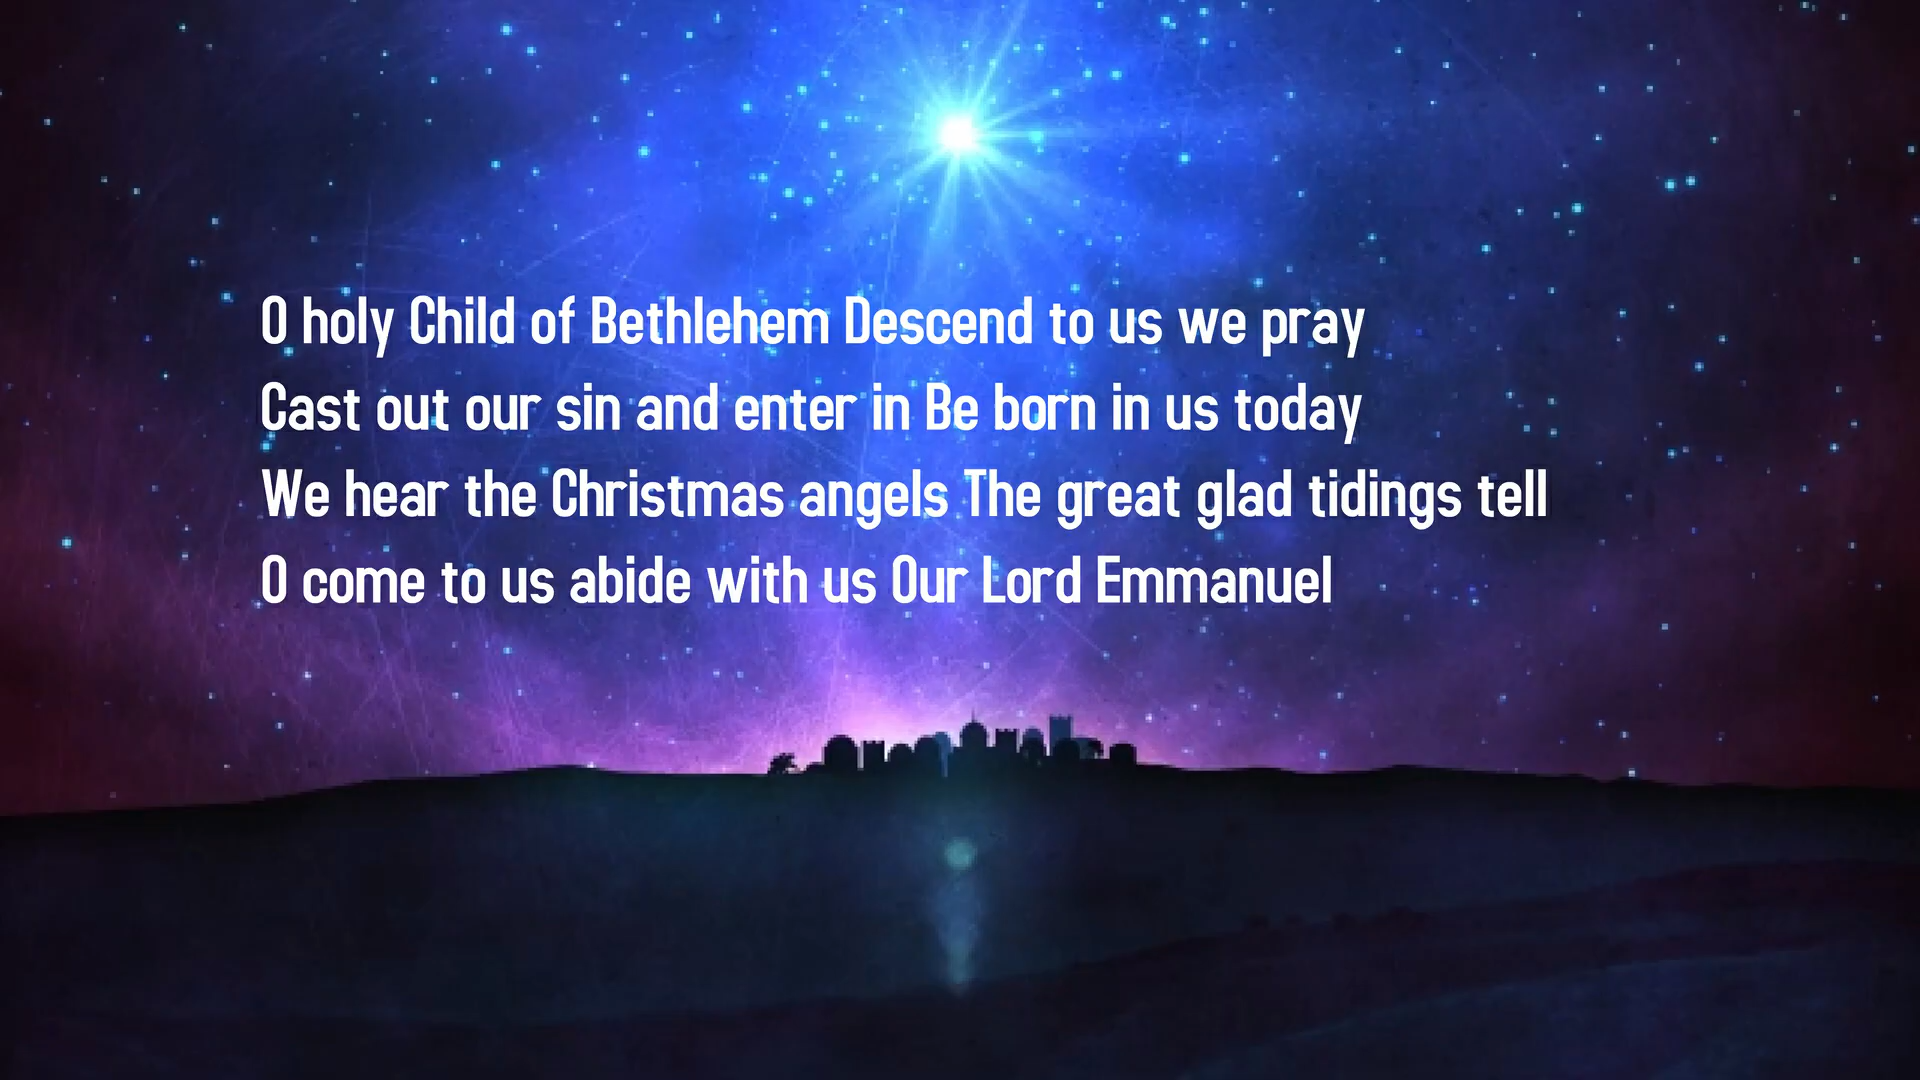 O holy Child of Bethlehem Descend to us we pray
Cast out our sin and enter in Be born in us today
We hear the Christmas angels The great glad tidings tell
O come to us abide with us Our Lord Emmanuel